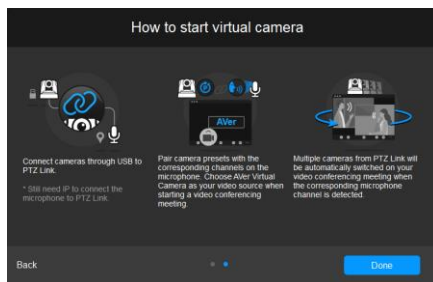 How to start virtual camera
AVer
Connect cameras through USB to
PTZ Link.
* Still need IP to connect the
microphone to PTZ Link.
Pair camera presets with the
corresponding channels on the
microphone. Choose AVer Virtual
Camera as your video source when
starting a video conferencing
meeting.
Multiple cameras from PTZ Link will
be automatically switched on your
video conferencing meeting when
the corresponding microphone
channel is detected.
Back
Done